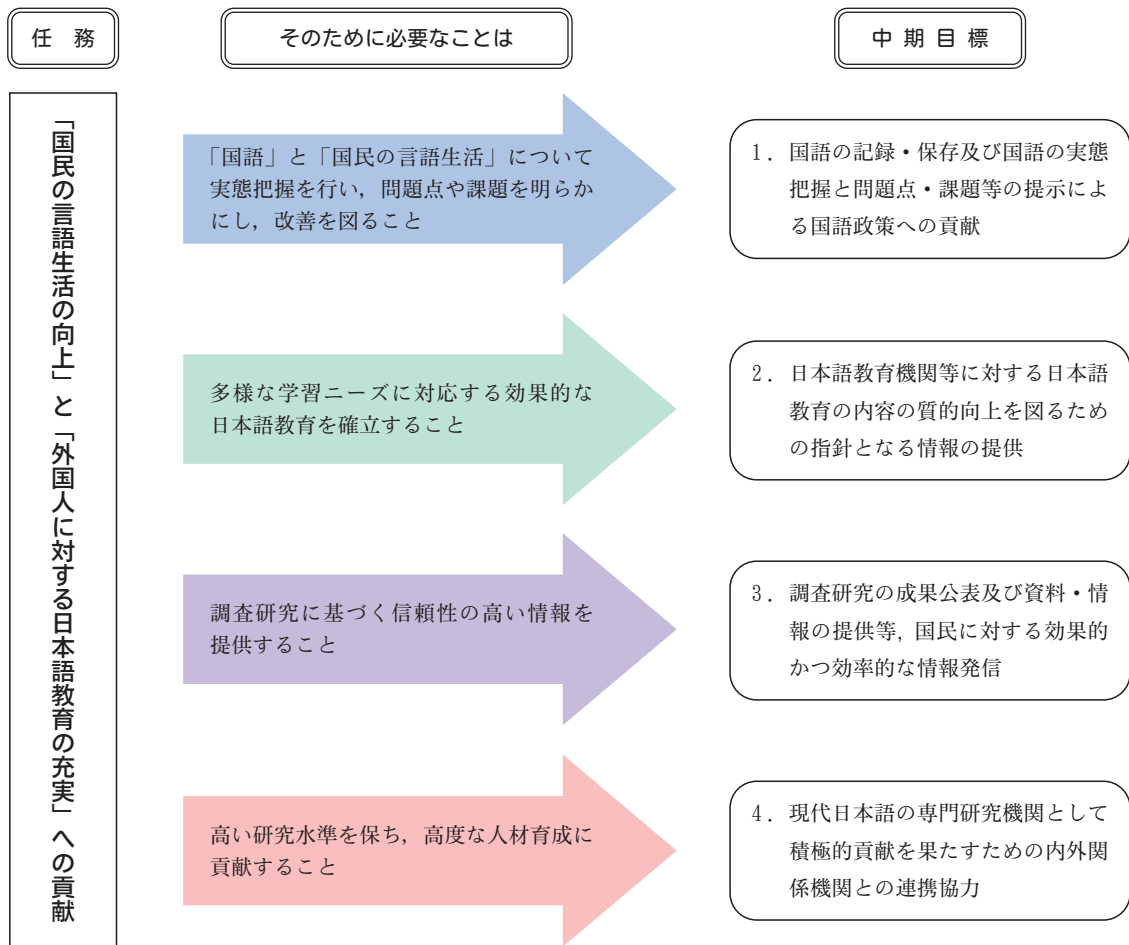 任　務
そのために必要なことは
中 期 目 標
「国民の言語生活の向上」と「外国人に対する日本語教育の充実」への貢献
「国語」と「国民の言語生活」について
実態把握を行い，問題点や課題を明らか
にし，改善を図ること
1．国語の記録・保存及び国語の実態
把握と問題点・課題等の提示によ
る国語政策への貢献
多様な学習ニーズに対応する効果的な
日本語教育を確立すること
2．日本語教育機関等に対する日本語
教育の内容の質的向上を図るため
の指針となる情報の提供
調査研究に基づく信頼性の高い情報を
提供すること
3．調査研究の成果公表及び資料・情
報の提供等，国民に対する効果的
かつ効率的な情報発信
高い研究水準を保ち，高度な人材育成に
貢献すること
4．現代日本語の専門研究機関として
積極的貢献を果たすための内外関
係機関との連携協力